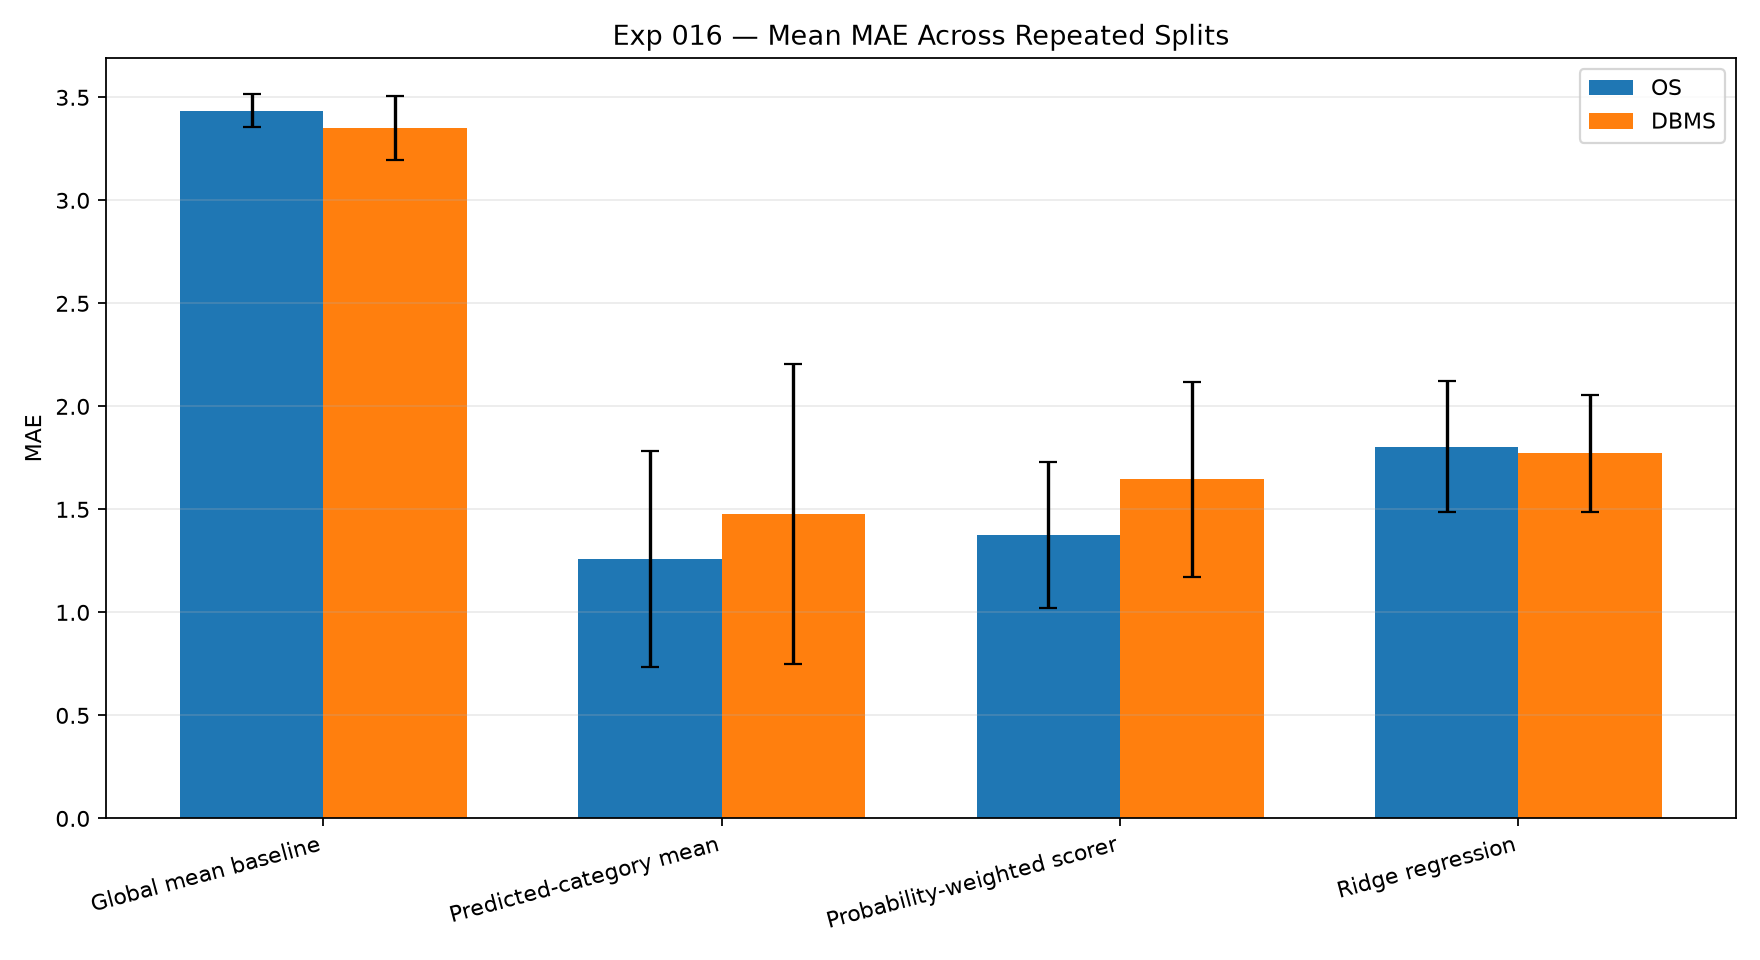 Exp 016 — Mean MAE Across Repeated Splits
OS
DBMS
MAE
3.5
3.0
2.5
2.0
1.5
1.0
0.5
0.0
Global mean baseline
Predicted-category mean
Probability-weighted scorer
Ridge regression